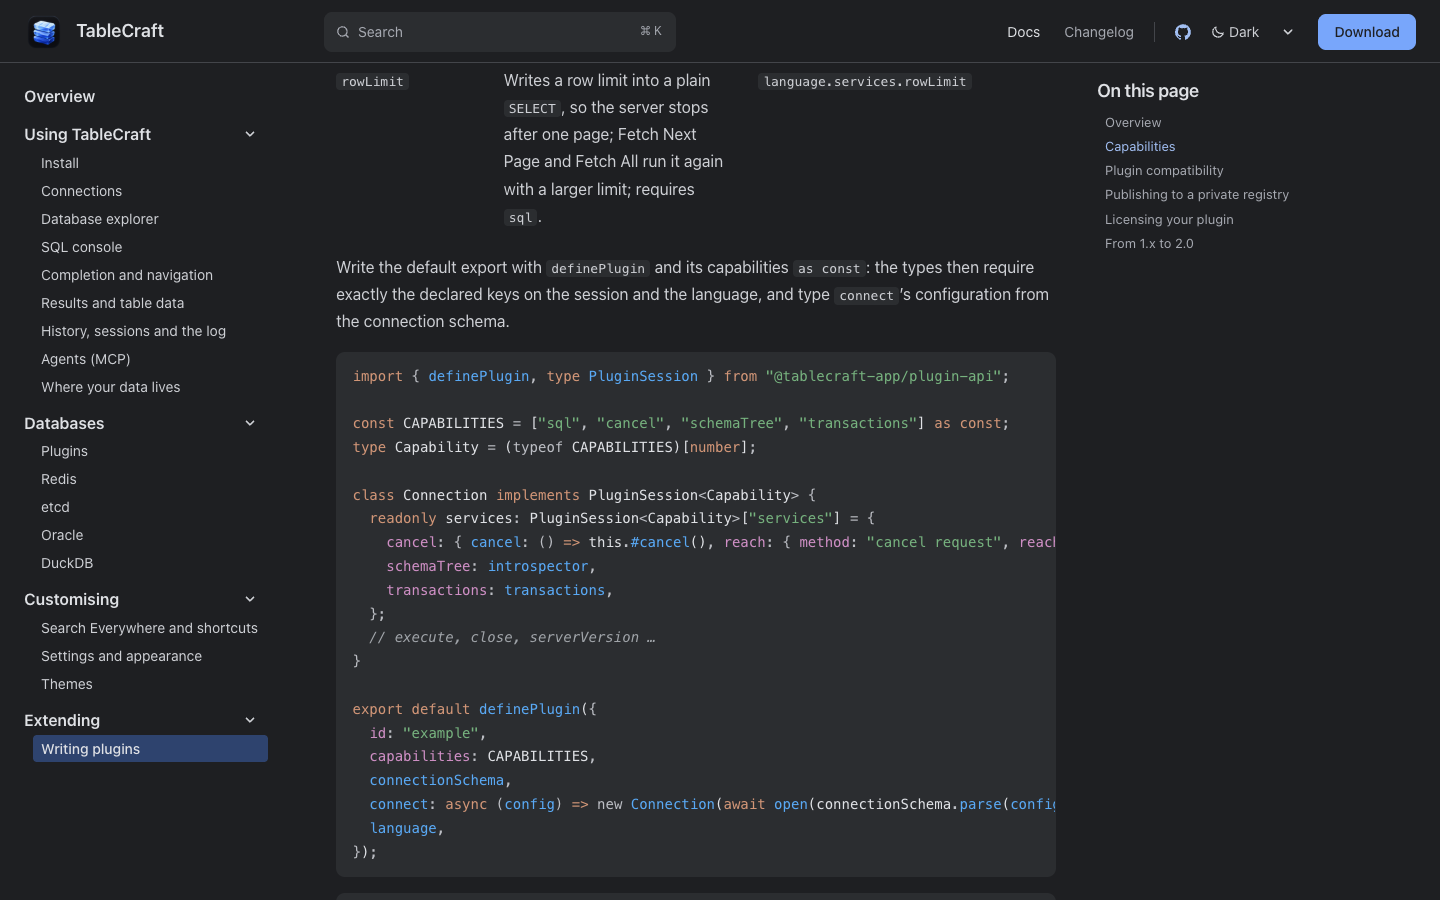 TableCraft
Search
⌘ K
Docs
Changelog
Dark
Download
Overview
Using TableCraft
Install
Connections
Database explorer
SQL console
Completion and navigation
Results and table data
History, sessions and the log
Agents (MCP)
Where your data lives
Databases
Plugins
Redis
etcd
Oracle
DuckDB
Customising
Search Everywhere and shortcuts
Settings and appearance
Themes
Extending
Writing plugins
rowLimit
Writes a row limit into a plain
SELECT, so the server stops
after one page; Fetch Next
Page and Fetch All run it again
with a larger limit; requires
sql.
language.services.rowLimit
Write the default export with definePlugin and its capabilities as const: the types then require
exactly the declared keys on the session and the language, and type connect's configuration from
the connection schema.
import { definePlugin, type PluginSession } from "@tablecraft-app/plugin-api";
const CAPABILITIES = ["sql", "cancel", "schemaTree", "transactions"] as const;
type Capability = (typeof CAPABILITIES)[number];
class Connection implements PluginSession<Capability> {
readonly services: PluginSession<Capability>["services"] = {
cancel: { cancel: () => this.#cancel(), reach: { method: "cancel request", reach
schemaTree: introspector,
transactions: transactions,
};
// execute, close, serverVersion …
}
export default definePlugin({
id: "example",
capabilities: CAPABILITIES,
connectionSchema,
connect: async (config) => new Connection(await open(connectionSchema.parse(config
language,
});
On this page
Overview
Capabilities
Plugin compatibility
Publishing to a private registry
Licensing your plugin
From 1.x to 2.0